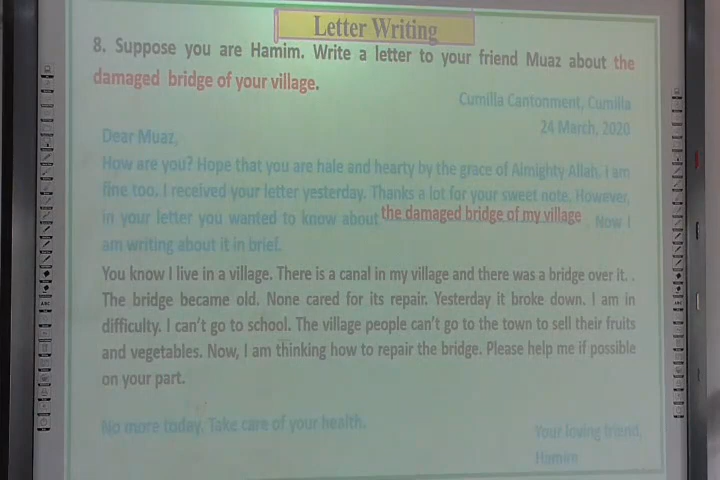 Letter Writing
8. Suppose you are Hamim. Write a letter to your friend Muaz about the
damaged bridge of your village.
Cumilla Cantonment, Cumilla
24 March, 2020
Dear Muaz,
How are you? Hope that you are hale and hearty by the grace of Almighty Allah. I am
fine too. I received your letter yesterday. Thanks a lot for your sweet note. However,
in your letter you wanted to know about the damaged bridge of my village . Now I
am writing about it in brief.
You know I live in a village. There is a canal in my village and there was a bridge over it. .
The bridge became old. None cared for its repair. Yesterday it broke down. I am in
difficulty. I can't go to school. The village people can't go to the town to sell their fruits
and vegetables. Now, I am thinking how to repair the bridge. Please help me if possible
on your part.
No more today. Take care of your health.
Your loving friend,
Hamim